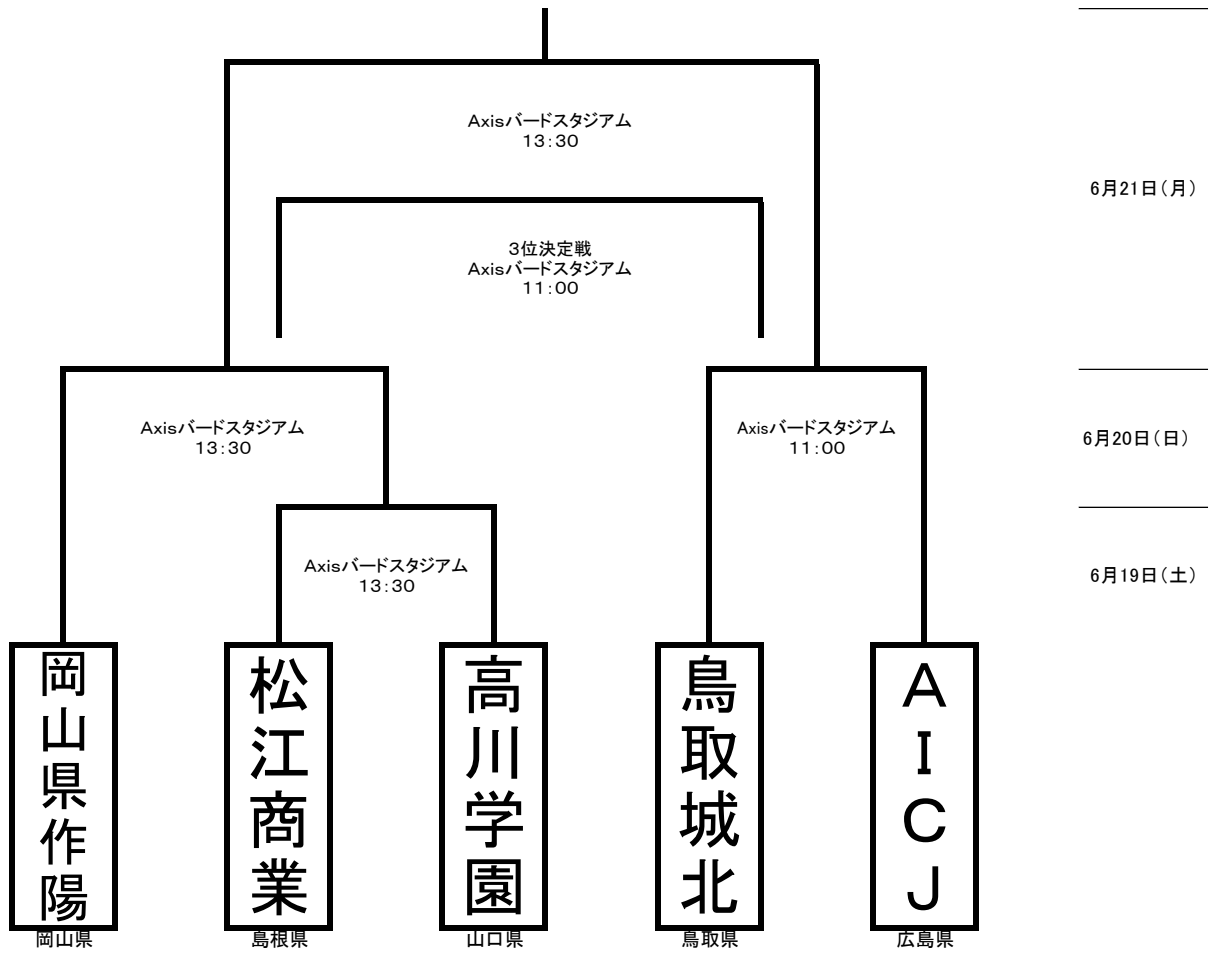 Axisバードスタジアム
13:30
6月21日(月)
3位決定戦
Axisバードスタジアム
11:00
Axisバードスタジアム
13:30
Axisバードスタジアム
11:00
6月20日(日)
Axisバードスタジアム
13:30
6月19日(土)
岡山県作陽
松江商業
高川学園
鳥取城北
AICJ
岡山県
島根県
山口県
鳥取県
広島県